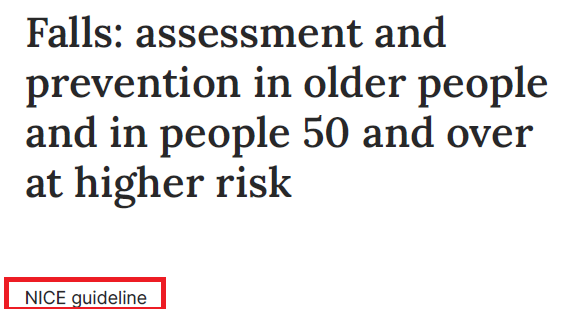 Falls: assessment and
prevention in older people
and in people 50 and over
at higher risk
NICE guideline